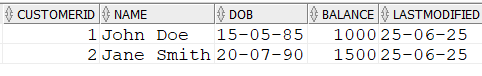 CUSTOMERID NAME DOB BALANCE LASTMODIFIED
1 John Doe 15-05-85 1000 25-06-25
2 Jane Smith 20-07-90 1500 25-06-25